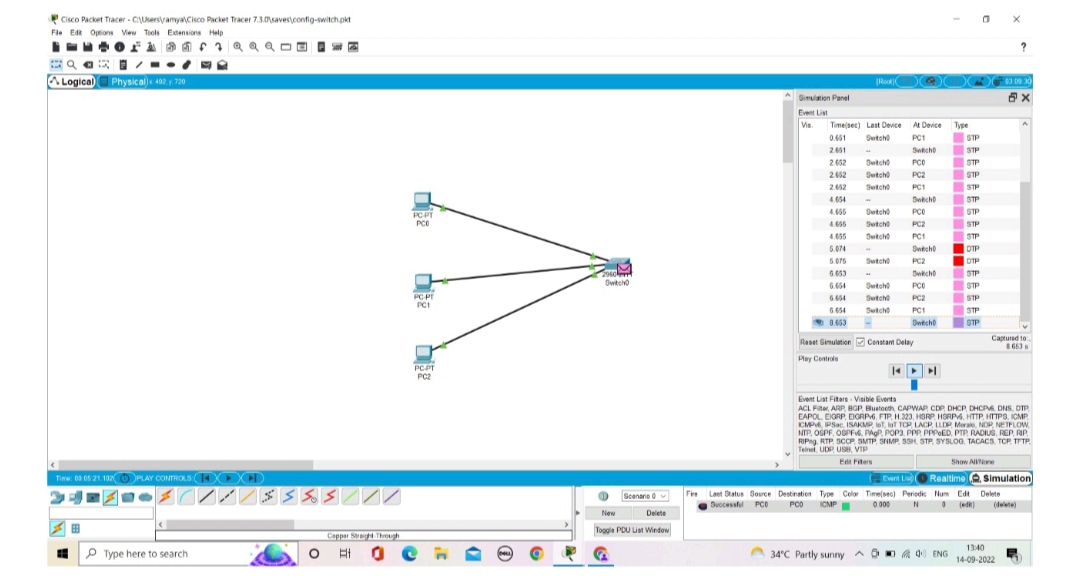 Cisco Packet Tracer - C:\Users\ramya\Cisco Packet Tracer 7.3.0\saves\config-switch.pkt
File Edit Options View Tools Extensions Help
?
Logical Physical x: 492, y: 720 [Root] 03:09:30
Simulation Panel
Event List
Vis. Time(sec) Last Device At Device Type
0.651 Switch0 PC1 STP
2.651 -- Switch0 STP
2.652 Switch0 PC0 STP
2.652 Switch0 PC2 STP
2.652 Switch0 PC1 STP
4.654 -- Switch0 STP
4.655 Switch0 PC0 STP
4.655 Switch0 PC2 STP
4.655 Switch0 PC1 STP
5.074 -- Switch0 DTP
5.075 Switch0 PC2 DTP
6.653 -- Switch0 STP
6.654 Switch0 PC0 STP
6.654 Switch0 PC2 STP
6.654 Switch0 PC1 STP
8.653 -- Switch0 STP
Reset Simulation Constant Delay Captured to:
8.653 s
Play Controls
Event List Filters - Visible Events
ACL Filter, ARP, BGP, Bluetooth, CAPWAP, CDP, DHCP, DHCPv6, DNS, DTP,
EAPOL, EIGRP, EIGRPv6, FTP, H.323, HSRP, HSRPv6, HTTP, HTTPS, ICMP,
ICMPv6, IPSec, ISAKMP, IoT, IoT TCP, LACP, LLDP, Meraki, NDP, NETFLOW,
NTP, OSPF, OSPFv6, PAgP, POP3, PPP, PPPoED, PTP, RADIUS, REP, RIP,
RIPng, RTP, SCCP, SMTP, SNMP, SSH, STP, SYSLOG, TACACS, TCP, TFTP,
Telnet, UDP, USB, VTP
Edit Filters Show All/None
PC-PT
PC0
PC-PT
PC1
PC-PT
PC2
Switch0
Time: 00:05:21.102 PLAY CONTROLS: Event List Realtime Simulation
Scenario 0
New Delete
Toggle PDU List Window
Fire Last Status Source Destination Type Color Time(sec) Periodic Num Edit Delete
Successful PC0 PC0 ICMP 0.000 N 0 (edit) (delete)
Copper Straight-Through
Type here to search
DELL
34°C Partly sunny ENG 13:40
14-09-2022
1